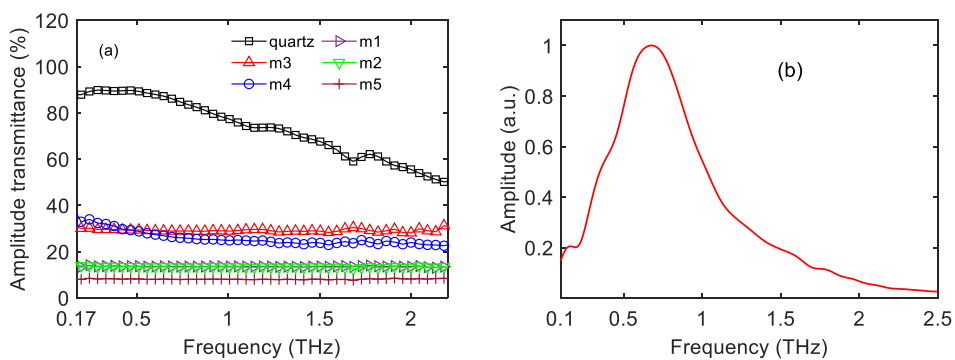 Amplitude transmittance (%)
120
100
80
60
40
20
0
(a)
quartz
m3
m4
m1
m2
m5
0.17 0.5 1 1.5 2
Frequency (THz)
Amplitude (a.u.)
1
0.8
0.6
0.4
0.2
(b)
0.1 0.5 1 1.5 2 2.5
Frequency (THz)